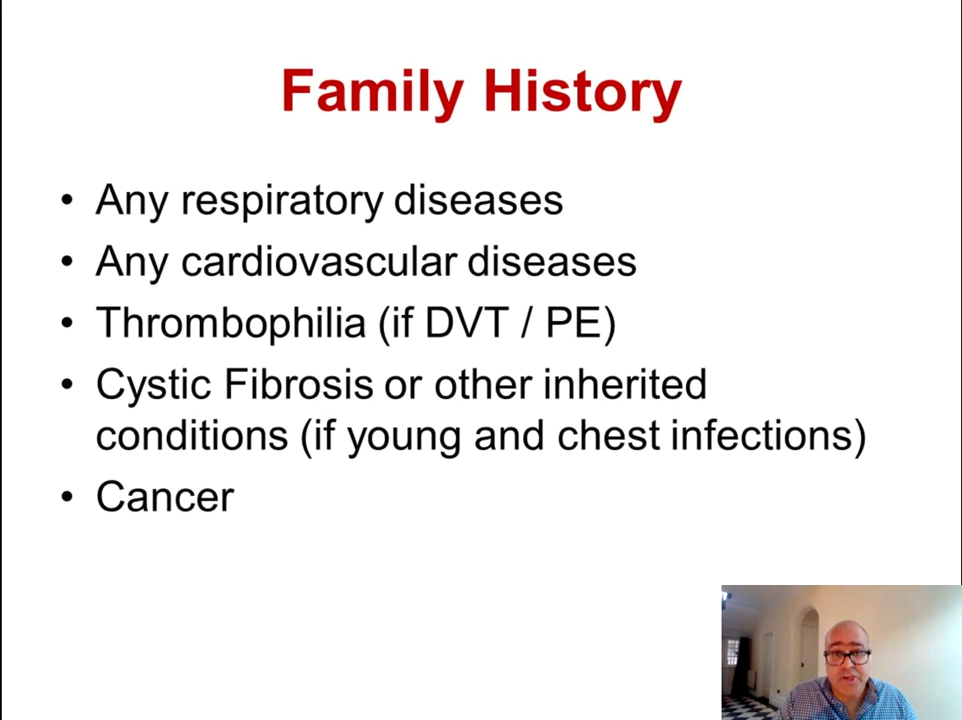 Family History
• Any respiratory diseases
• Any cardiovascular diseases
• Thrombophilia (if DVT / PE)
• Cystic Fibrosis or other inherited
conditions (if young and chest infections)
• Cancer